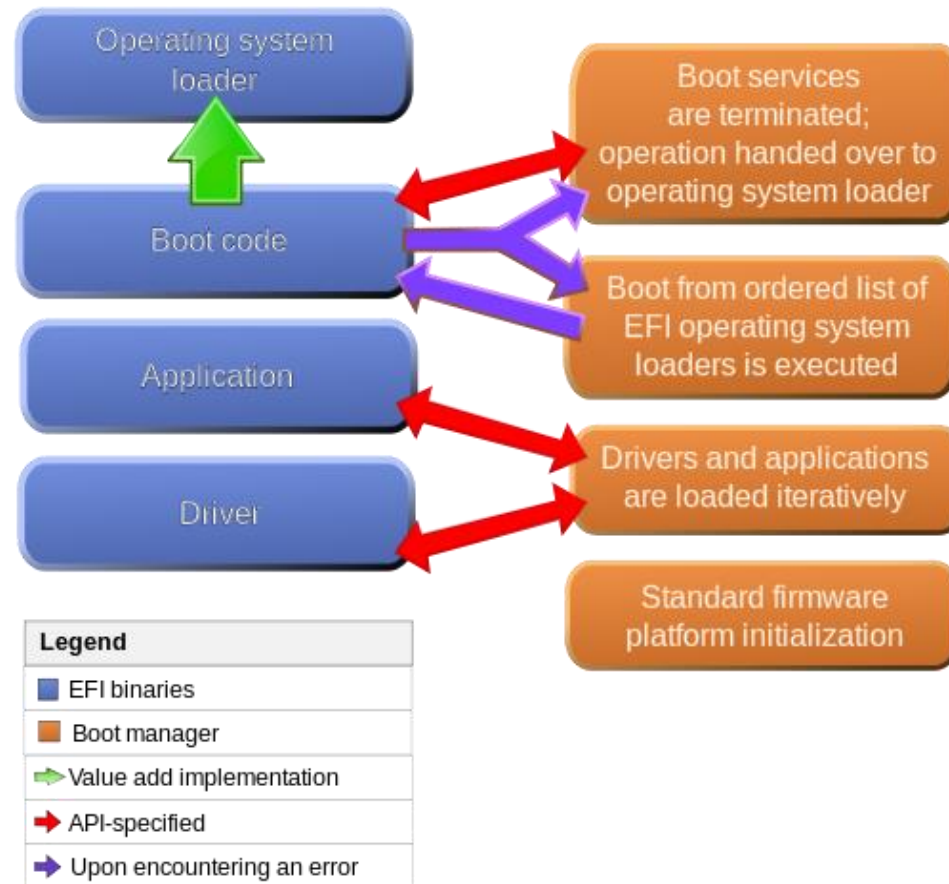 Operating system
loader
Boot services
are terminated;
operation handed over to
operating system loader
Boot code
Boot from ordered list of
EFI operating system
loaders is executed
Application
Drivers and applications
are loaded iteratively
Driver
Standard firmware
platform initialization
Legend
EFI binaries
Boot manager
Value add implementation
API-specified
Upon encountering an error